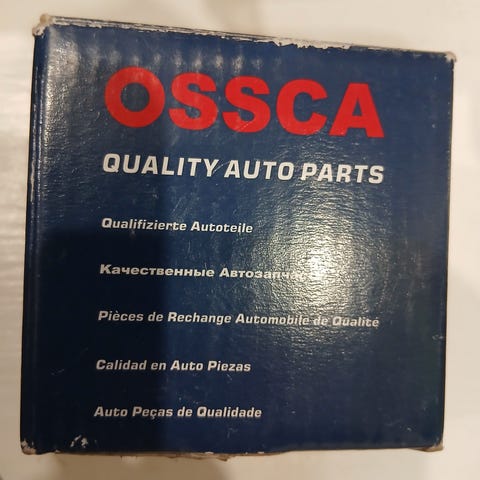 OSSCA
QUALITY AUTO PARTS
Qualifizierte Autoteile
Качественные Автозапчасти
Pièces de Rechange Automobile de Qualité
Calidad en Auto Piezas
Auto Peças de Qualidade